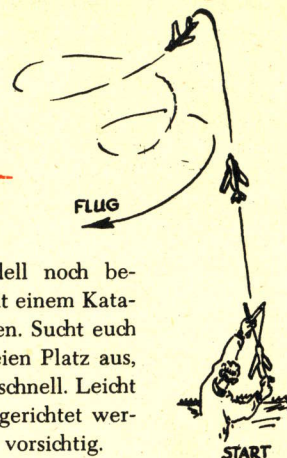 FLUG
dell noch be-
it einem Kata-
en. Sucht euch
eien Platz aus,
schnell. Leicht
gerichtet wer-
vorsichtig.
START